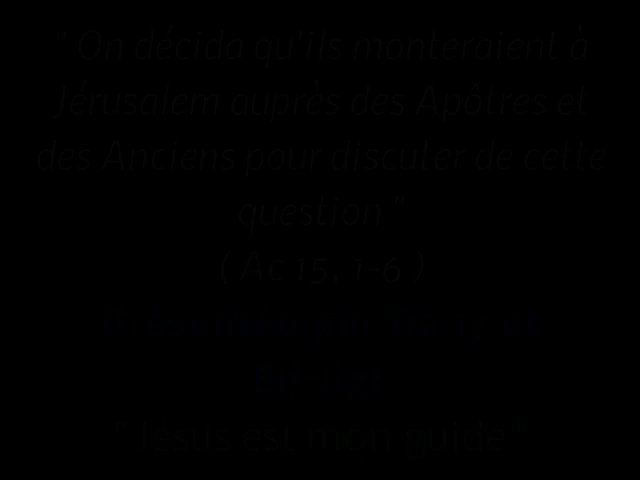 " On décida qu'ils monteraient à
Jérusalem auprès des Apôtres et
des Anciens pour discuter de cette
question "
( Ac 15, 1-6 )
et
"Jésus est mon guide"